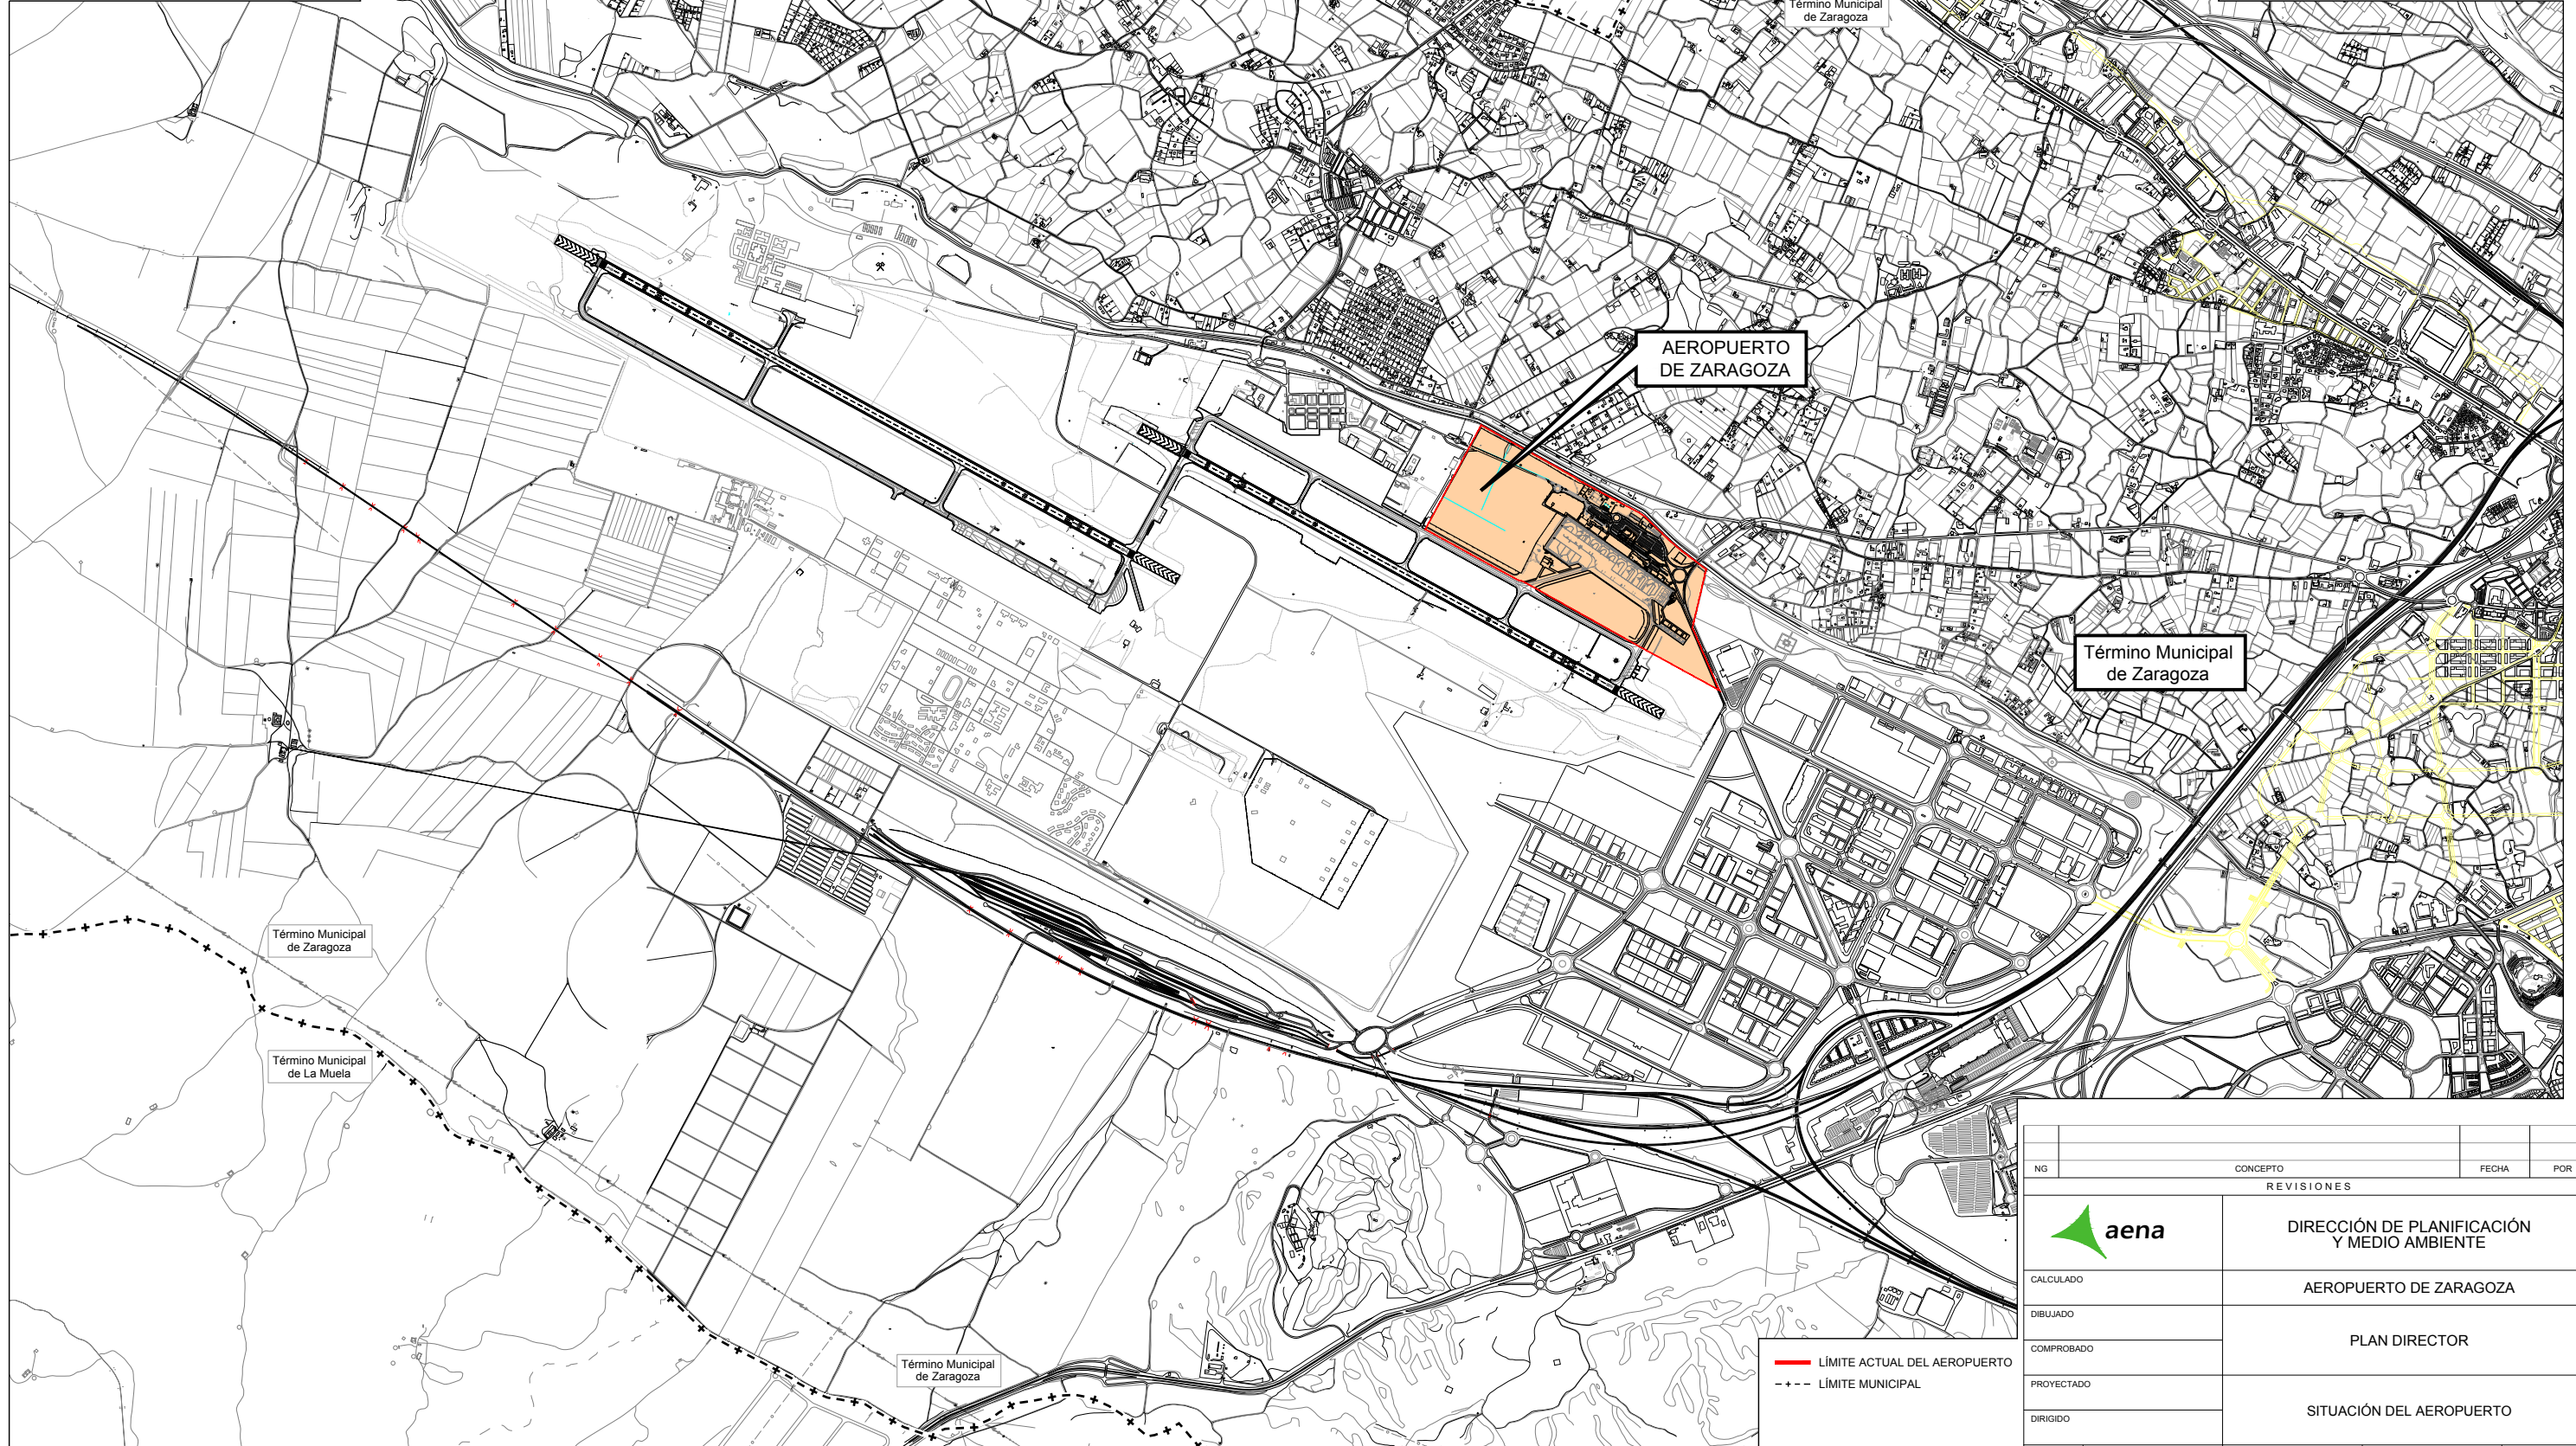 Término Municipal
de Zaragoza
AEROPUERTO
DE ZARAGOZA
Término Municipal
de Zaragoza
Término Municipal
de Zaragoza
Término Municipal
de La Muela
Término Municipal
de Zaragoza
LÍMITE ACTUAL DEL AEROPUERTO
LÍMITE MUNICIPAL
NG CONCEPTO FECHA POR
REVISIONES
aena
DIRECCIÓN DE PLANIFICACIÓN
Y MEDIO AMBIENTE
CALCULADO
AEROPUERTO DE ZARAGOZA
DIBUJADO
PLAN DIRECTOR
COMPROBADO
PROYECTADO
SITUACIÓN DEL AEROPUERTO
DIRIGIDO